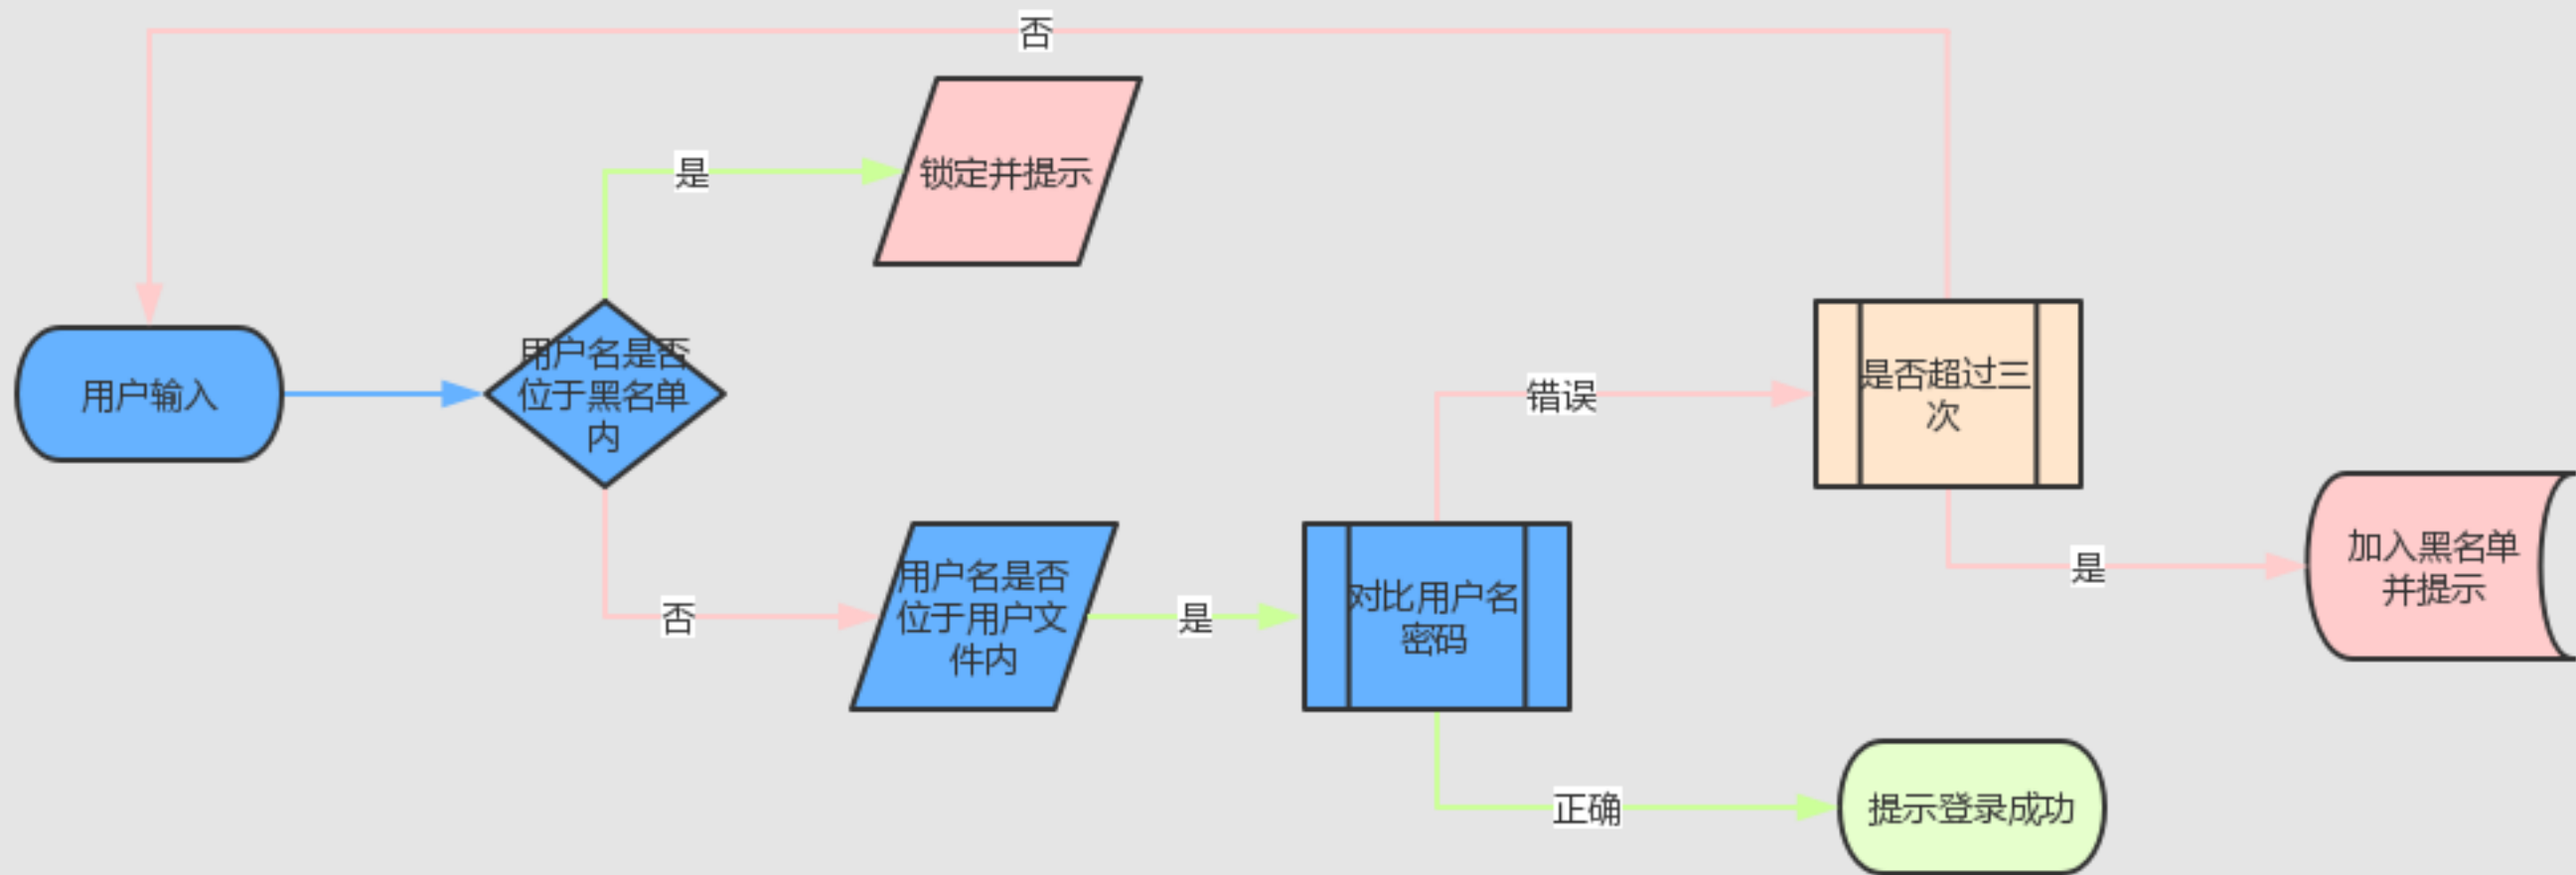 否
是
锁定并提示
用户输入
用户名是否
位于黑名单
内
错误
是否超过三
次
否
用户名是否
位于用户文
件内
是
对比用户名
密码
是
加入黑名单
并提示
正确
提示登录成功